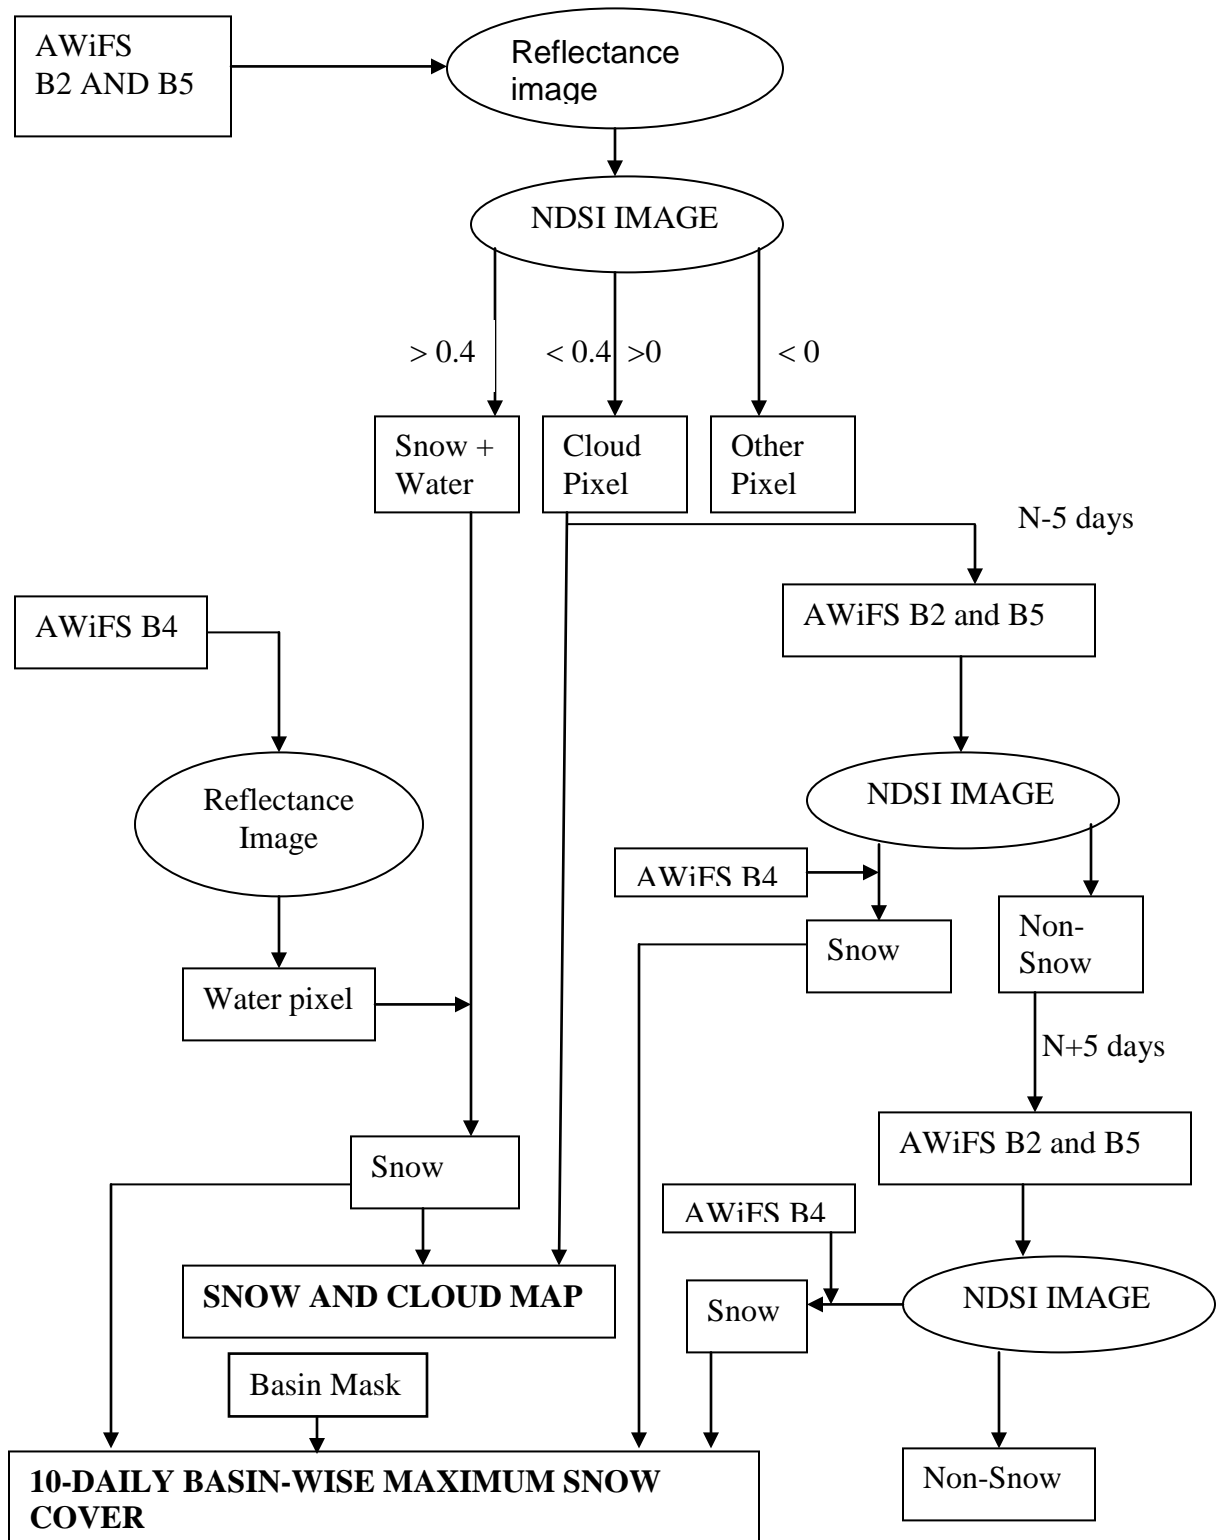 AWiFS
B2 AND B5
Reflectance
image
NDSI IMAGE
> 0.4
< 0.4 >0
< 0
Snow +
Water
Cloud
Pixel
Other
Pixel
N-5 days
AWiFS B4
AWiFS B2 and B5
Reflectance
Image
NDSI IMAGE
AWiFS B4
Snow
Non-
Snow
Water pixel
N+5 days
AWiFS B2 and B5
Snow
AWiFS B4
SNOW AND CLOUD MAP
Snow
NDSI IMAGE
Basin Mask
Non-Snow
10-DAILY BASIN-WISE MAXIMUM SNOW
COVER